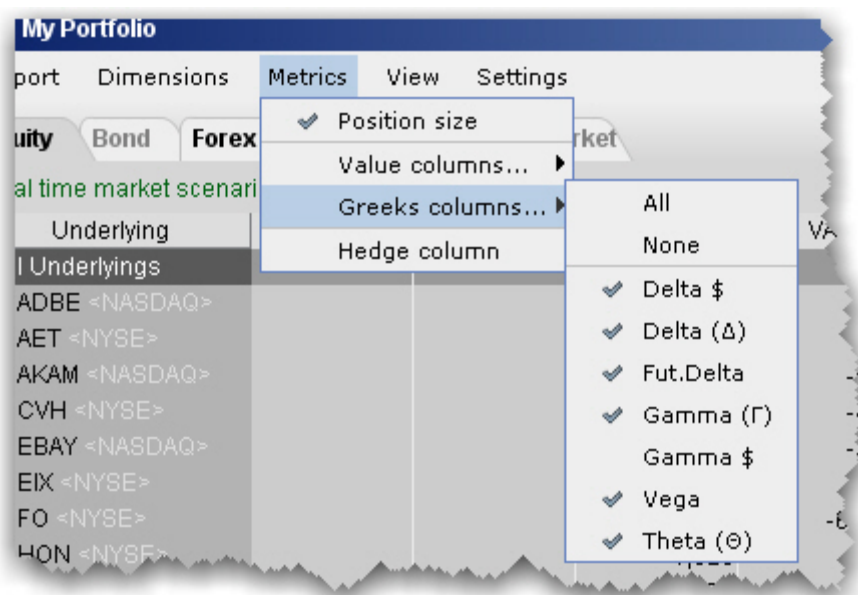 My Portfolio
port Dimensions Metrics View Settings
uity Bond Forex rket
Position size
Value columns...
Greeks columns...
Hedge column
al time market scenari
Underlying
l Underlyings
All
None
Delta $
Delta (Δ)
Fut.Delta
Gamma (Γ)
Gamma $
Vega
Theta (Θ)
VA
ADBE <NASDAQ>
AET <NYSE>
AKAM <NASDAQ>
CVH <NYSE>
EBAY <NASDAQ>
EIX <NYSE>
FO <NYSE>
HON <NYSE>